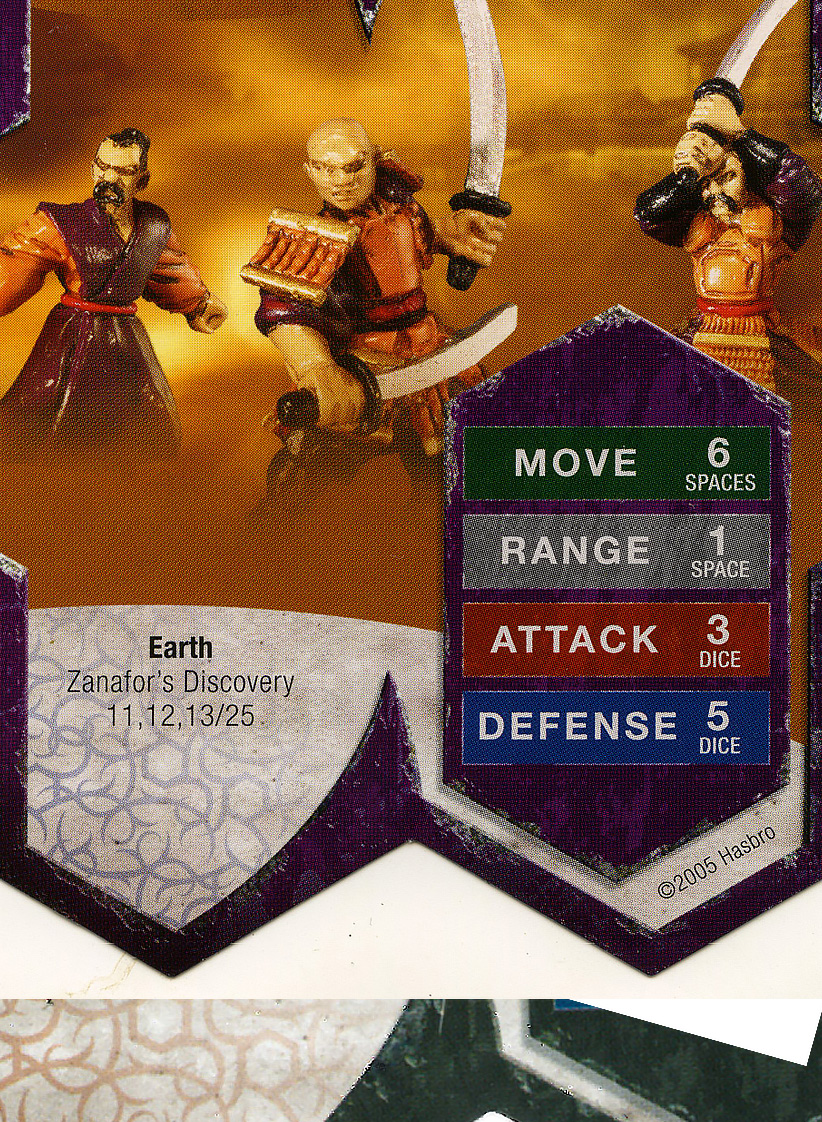 MOVE 6
SPACES
RANGE 1
SPACE
ATTACK 3
DICE
DEFENSE 5
DICE
Earth
Zanafor's Discovery
11,12,13/25
©2005 Hasbro